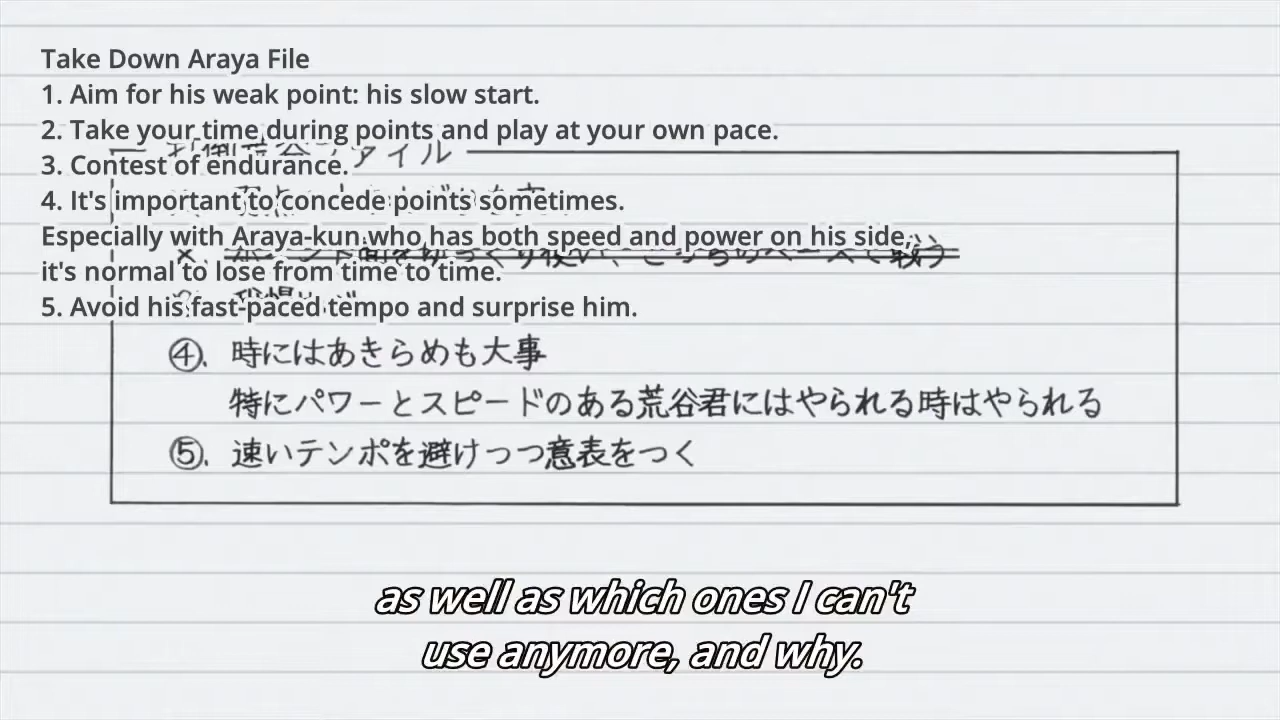 Take Down Araya File
1. Aim for his weak point: his slow start.
2. Take your time during points and play at your own pace.
3. Contest of endurance.
4. It's important to concede points sometimes.
Especially with Araya-kun who has both speed and power on his side,
it's normal to lose from time to time.
5. Avoid his fast-paced tempo and surprise him.
ファイル
④. 時にはあきらめも大事
特にパワーとスピードのある荒谷君にはやられる時はやられる
⑤. 速いテンポを避けつつ意表をつく
as well as which ones I can't
use anymore, and why.